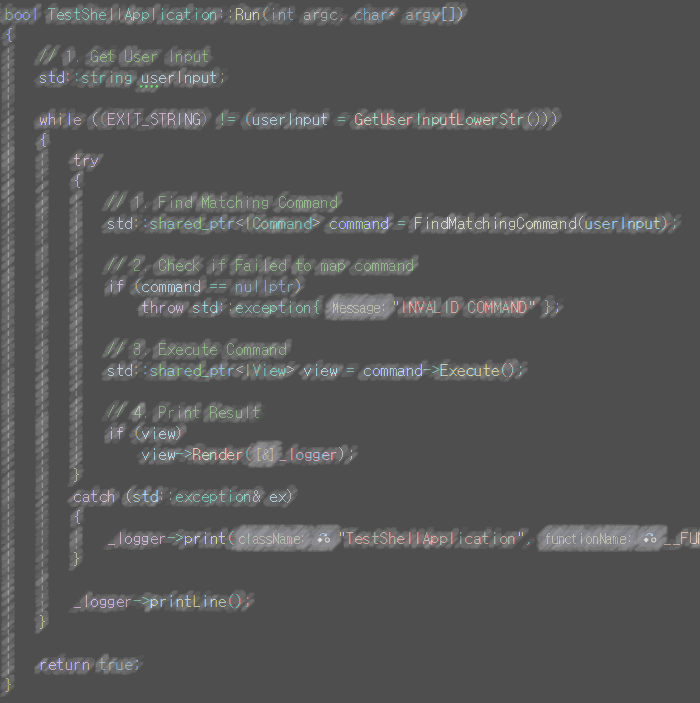 bool TestShellApplication::Run(int argc, char* argv[])
{
// 1. Get User Input
std::string userInput;
while ((EXIT_STRING) != (userInput = GetUserInputLowerStr()))
{
try
{
// 1. Find Matching Command
std::shared_ptr<ICommand> command = FindMatchingCommand(userInput);
// 2. Check if Failed to map command
if (command == nullptr)
throw std::exception{ Message: "INVALID COMMAND" };
// 3. Execute Command
std::shared_ptr<IView> view = command->Execute();
// 4. Print Result
if (view)
view->Render([&]_logger);
}
catch (std::exception& ex)
{
_logger->print(className: "TestShellApplication", functionName: __FUN
}
_logger->printLine();
}
return true;
}